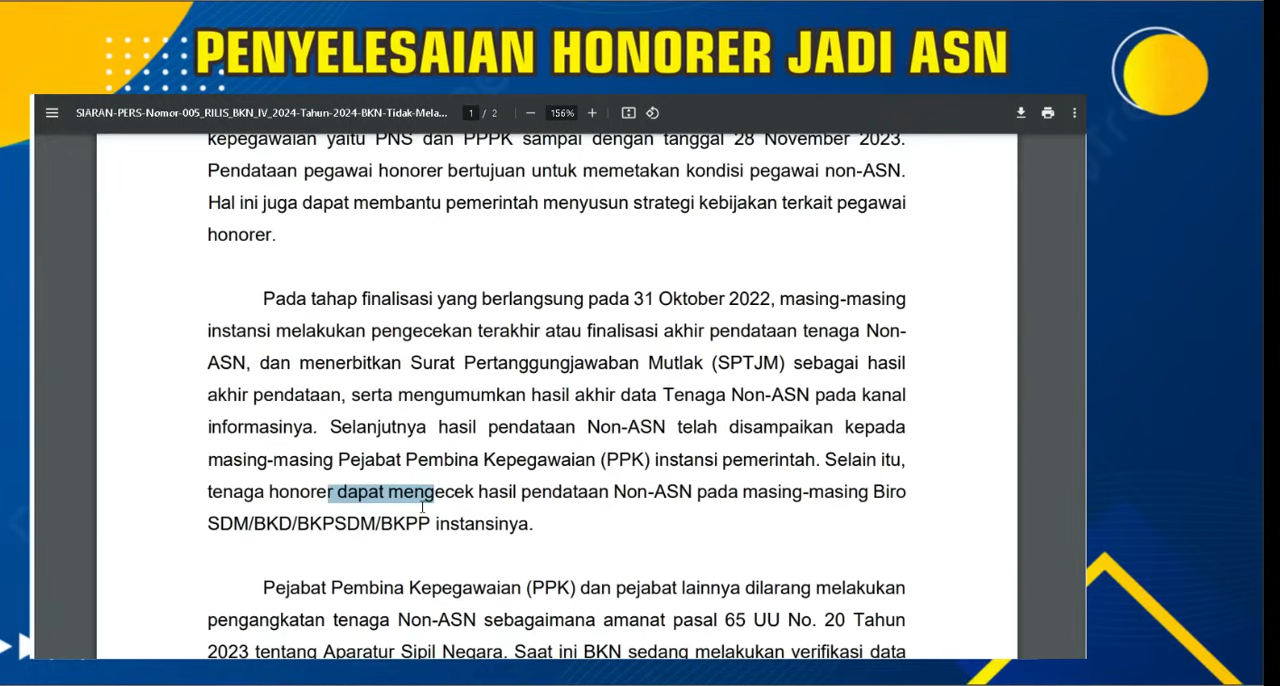 PENYELESAIAN HONORER JADI ASN
SIARAN-PERS-Nomor-005_RILIS_BKN_IV_2024-Tahun-2024-BKN-Tidak-Mela...
1 / 2
156%
kepegawaian yaitu PNS dan PPPK sampai dengan tanggal 28 November 2023.
Pendataan pegawai honorer bertujuan untuk memetakan kondisi pegawai non-ASN.
Hal ini juga dapat membantu pemerintah menyusun strategi kebijakan terkait pegawai
honorer.
Pada tahap finalisasi yang berlangsung pada 31 Oktober 2022, masing-masing
instansi melakukan pengecekan terakhir atau finalisasi akhir pendataan tenaga Non-
ASN, dan menerbitkan Surat Pertanggungjawaban Mutlak (SPTJM) sebagai hasil
akhir pendataan, serta mengumumkan hasil akhir data Tenaga Non-ASN pada kanal
informasinya. Selanjutnya hasil pendataan Non-ASN telah disampaikan kepada
masing-masing Pejabat Pembina Kepegawaian (PPK) instansi pemerintah. Selain itu,
tenaga honorer dapat mengecek hasil pendataan Non-ASN pada masing-masing Biro
SDM/BKD/BKPSDM/BKPP instansinya.
Pejabat Pembina Kepegawaian (PPK) dan pejabat lainnya dilarang melakukan
pengangkatan tenaga Non-ASN sebagaimana amanat pasal 65 UU No. 20 Tahun
2023 tentang Aparatur Sipil Negara. Saat ini BKN sedang melakukan verifikasi data